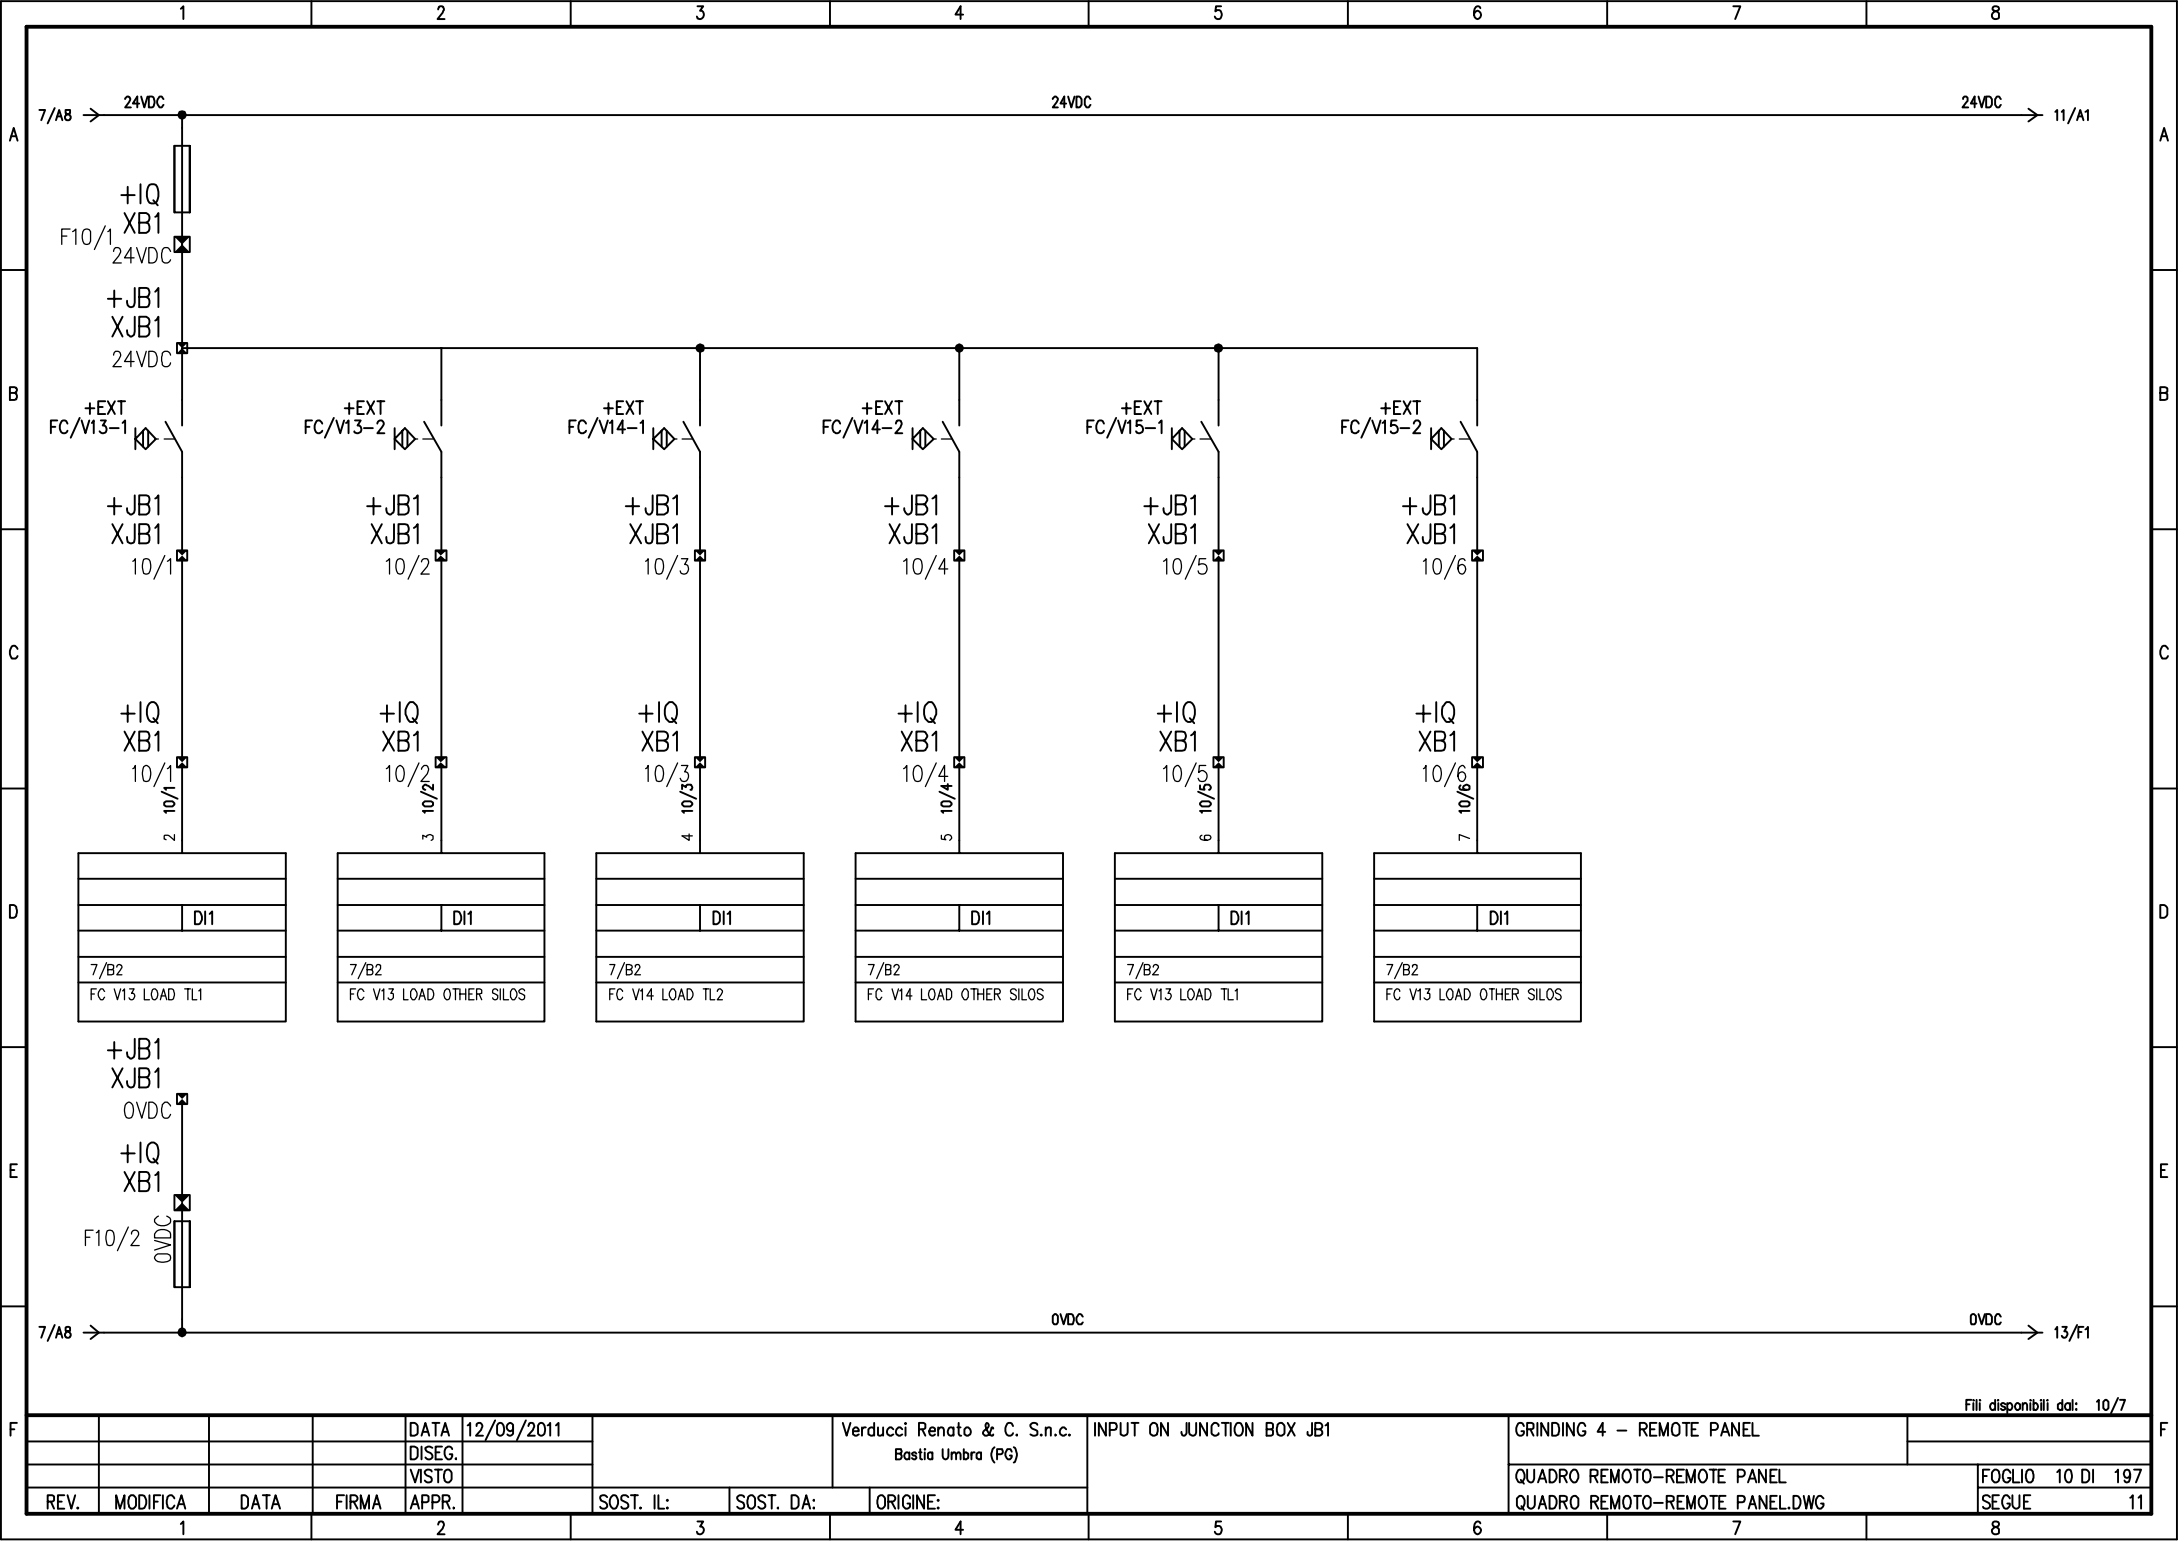 1 2 3 4 5 6 7 8
24VDC 24VDC 24VDC
7/A8 11/A1
A A
+IQ
XB1
F10/1
24VDC
+JB1
XJB1
24VDC
B B
+EXT +EXT +EXT +EXT +EXT +EXT
FC/V13-1 FC/V13-2 FC/V14-1 FC/V14-2 FC/V15-1 FC/V15-2
+JB1 +JB1 +JB1 +JB1 +JB1 +JB1
XJB1 XJB1 XJB1 XJB1 XJB1 XJB1
10/1 10/2 10/3 10/4 10/5 10/6
C C
+IQ +IQ +IQ +IQ +IQ +IQ
XB1 XB1 XB1 XB1 XB1 XB1
10/1 10/2 10/3 10/4 10/5 10/6
10/1 10/2 10/3 10/4 10/5 10/6
2 3 4 5 6 7
D D
DI1 DI1 DI1 DI1 DI1 DI1
7/B2 7/B2 7/B2 7/B2 7/B2 7/B2
FC V13 LOAD TL1 FC V13 LOAD OTHER SILOS FC V14 LOAD TL2 FC V14 LOAD OTHER SILOS FC V13 LOAD TL1 FC V13 LOAD OTHER SILOS
+JB1
XJB1
0VDC
+IQ
XB1
E E
F10/2 0VDC
0VDC 0VDC
7/A8 13/F1
Fili disponibili dal: 10/7
F F
DATA 12/09/2011 Verducci Renato & C. S.n.c. INPUT ON JUNCTION BOX JB1 GRINDING 4 - REMOTE PANEL
DISEG. Bastia Umbra (PG)
VISTO QUADRO REMOTO-REMOTE PANEL FOGLIO 10 DI 197
REV. MODIFICA DATA FIRMA APPR. SOST. IL: SOST. DA: ORIGINE: QUADRO REMOTO-REMOTE PANEL.DWG SEGUE 11
1 2 3 4 5 6 7 8